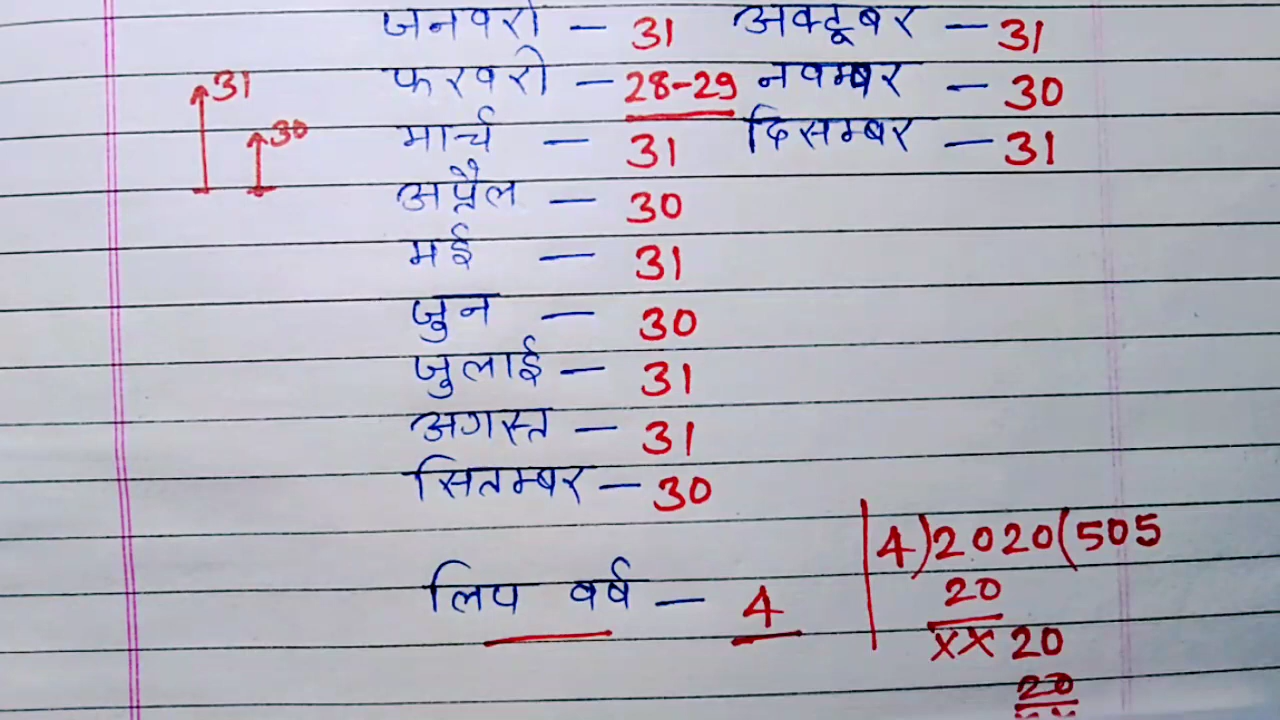 जनवरी - 31 अक्टूबर - 31
फरवरी - 28-29 नवम्बर - 30
मार्च - 31 दिसम्बर - 31
अप्रैल - 30
मई - 31
जुन - 30
जुलाई - 31
अगस्त - 31
सितम्बर - 30
31
30
लिप वर्ष - 4
4)2020(505
20
××20
20